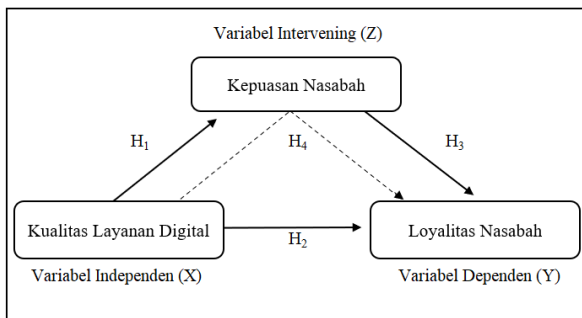 Variabel Intervening (Z)
Kepuasan Nasabah
H1
H4
H3
Kualitas Layanan Digital
H2
Loyalitas Nasabah
Variabel Independen (X)
Variabel Dependen (Y)